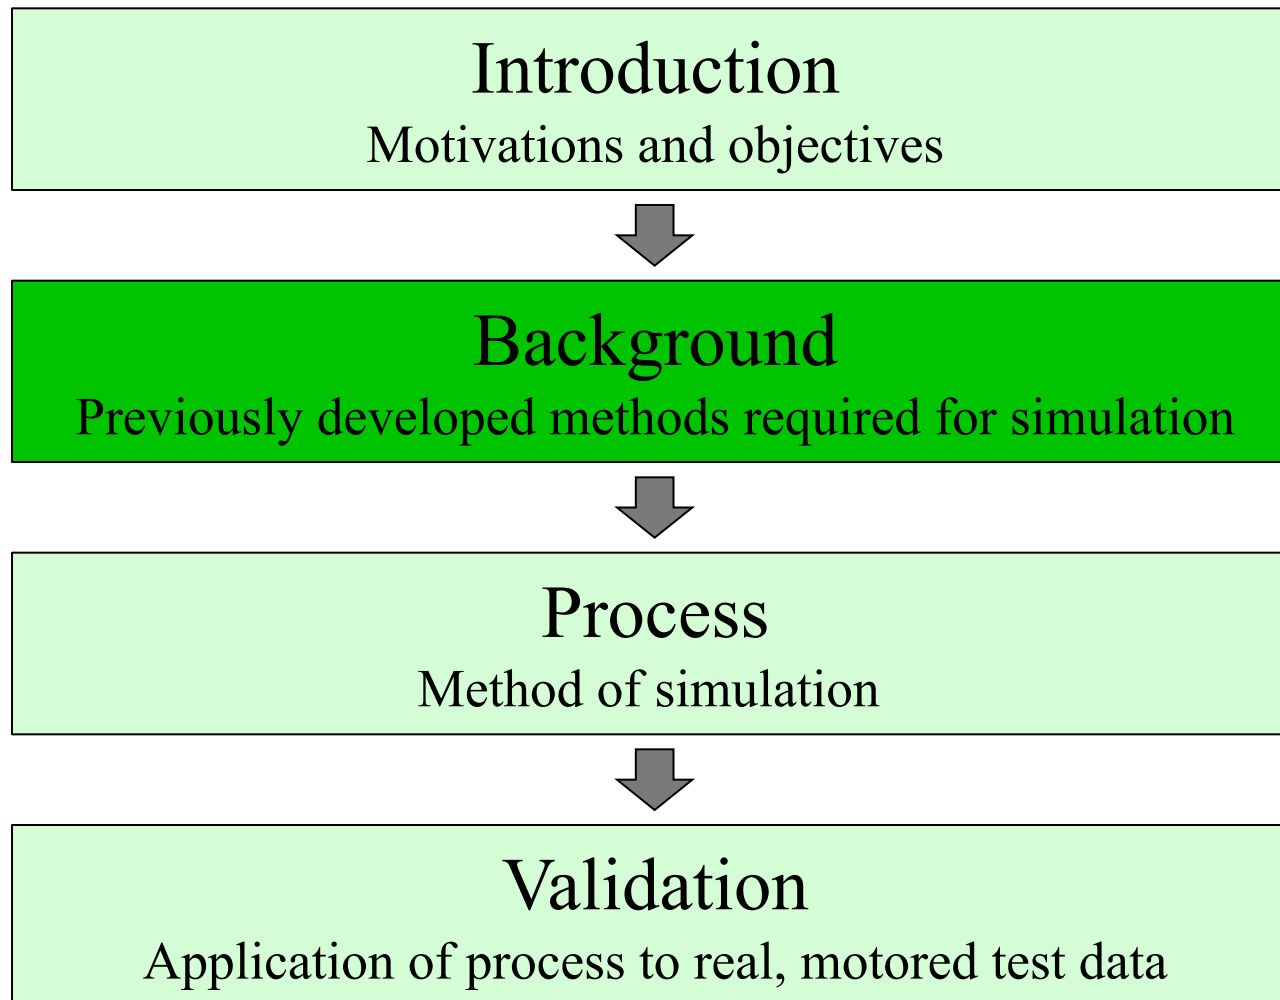 Introduction
Motivations and objectives
Background
Previously developed methods required for simulation
Process
Method of simulation
Validation
Application of process to real, motored test data